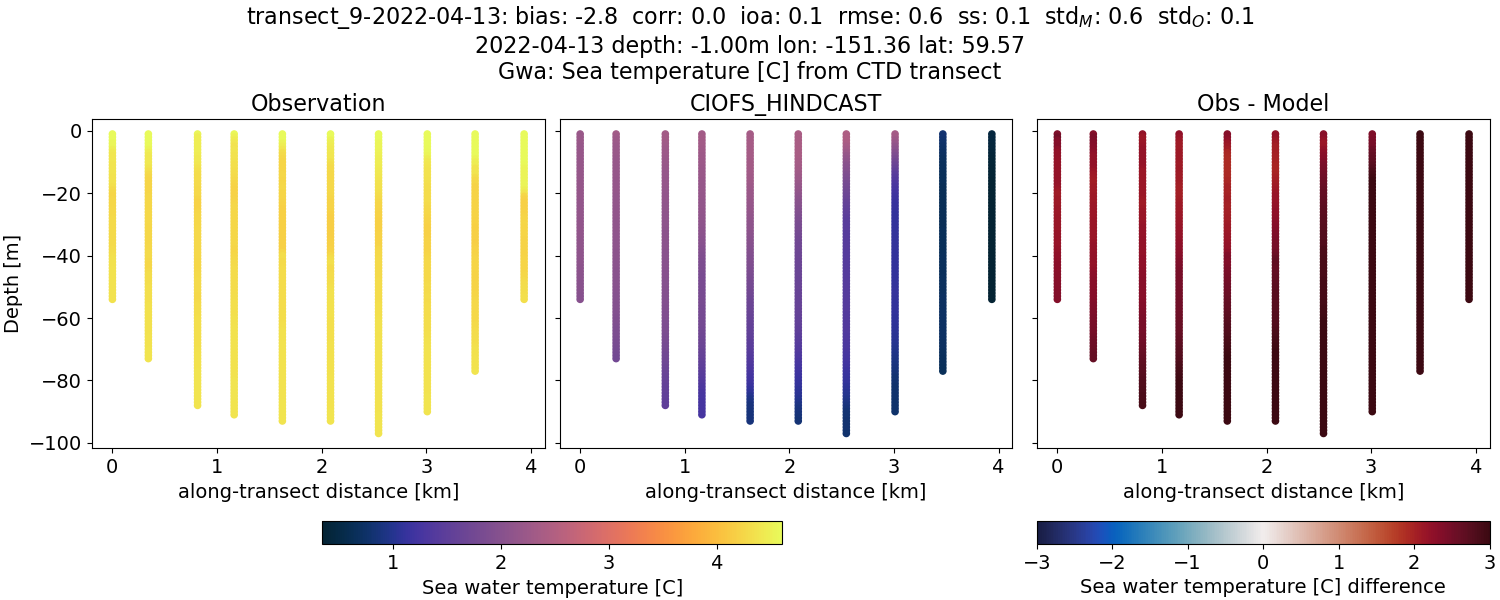 transect_9-2022-04-13: bias: -2.8 corr: 0.0 ioa: 0.1 rmse: 0.6 ss: 0.1 std_M: 0.6 std_O: 0.1
2022-04-13 depth: -1.00m lon: -151.36 lat: 59.57
Gwa: Sea temperature [C] from CTD transect
Observation
CIOFS_HINDCAST
Obs - Model
Depth [m]
0
−20
−40
−60
−80
−100
0 1 2 3 4
along-transect distance [km]
0 1 2 3 4
along-transect distance [km]
0 1 2 3 4
along-transect distance [km]
1 2 3 4
Sea water temperature [C]
−3 −2 −1 0 1 2 3
Sea water temperature [C] difference